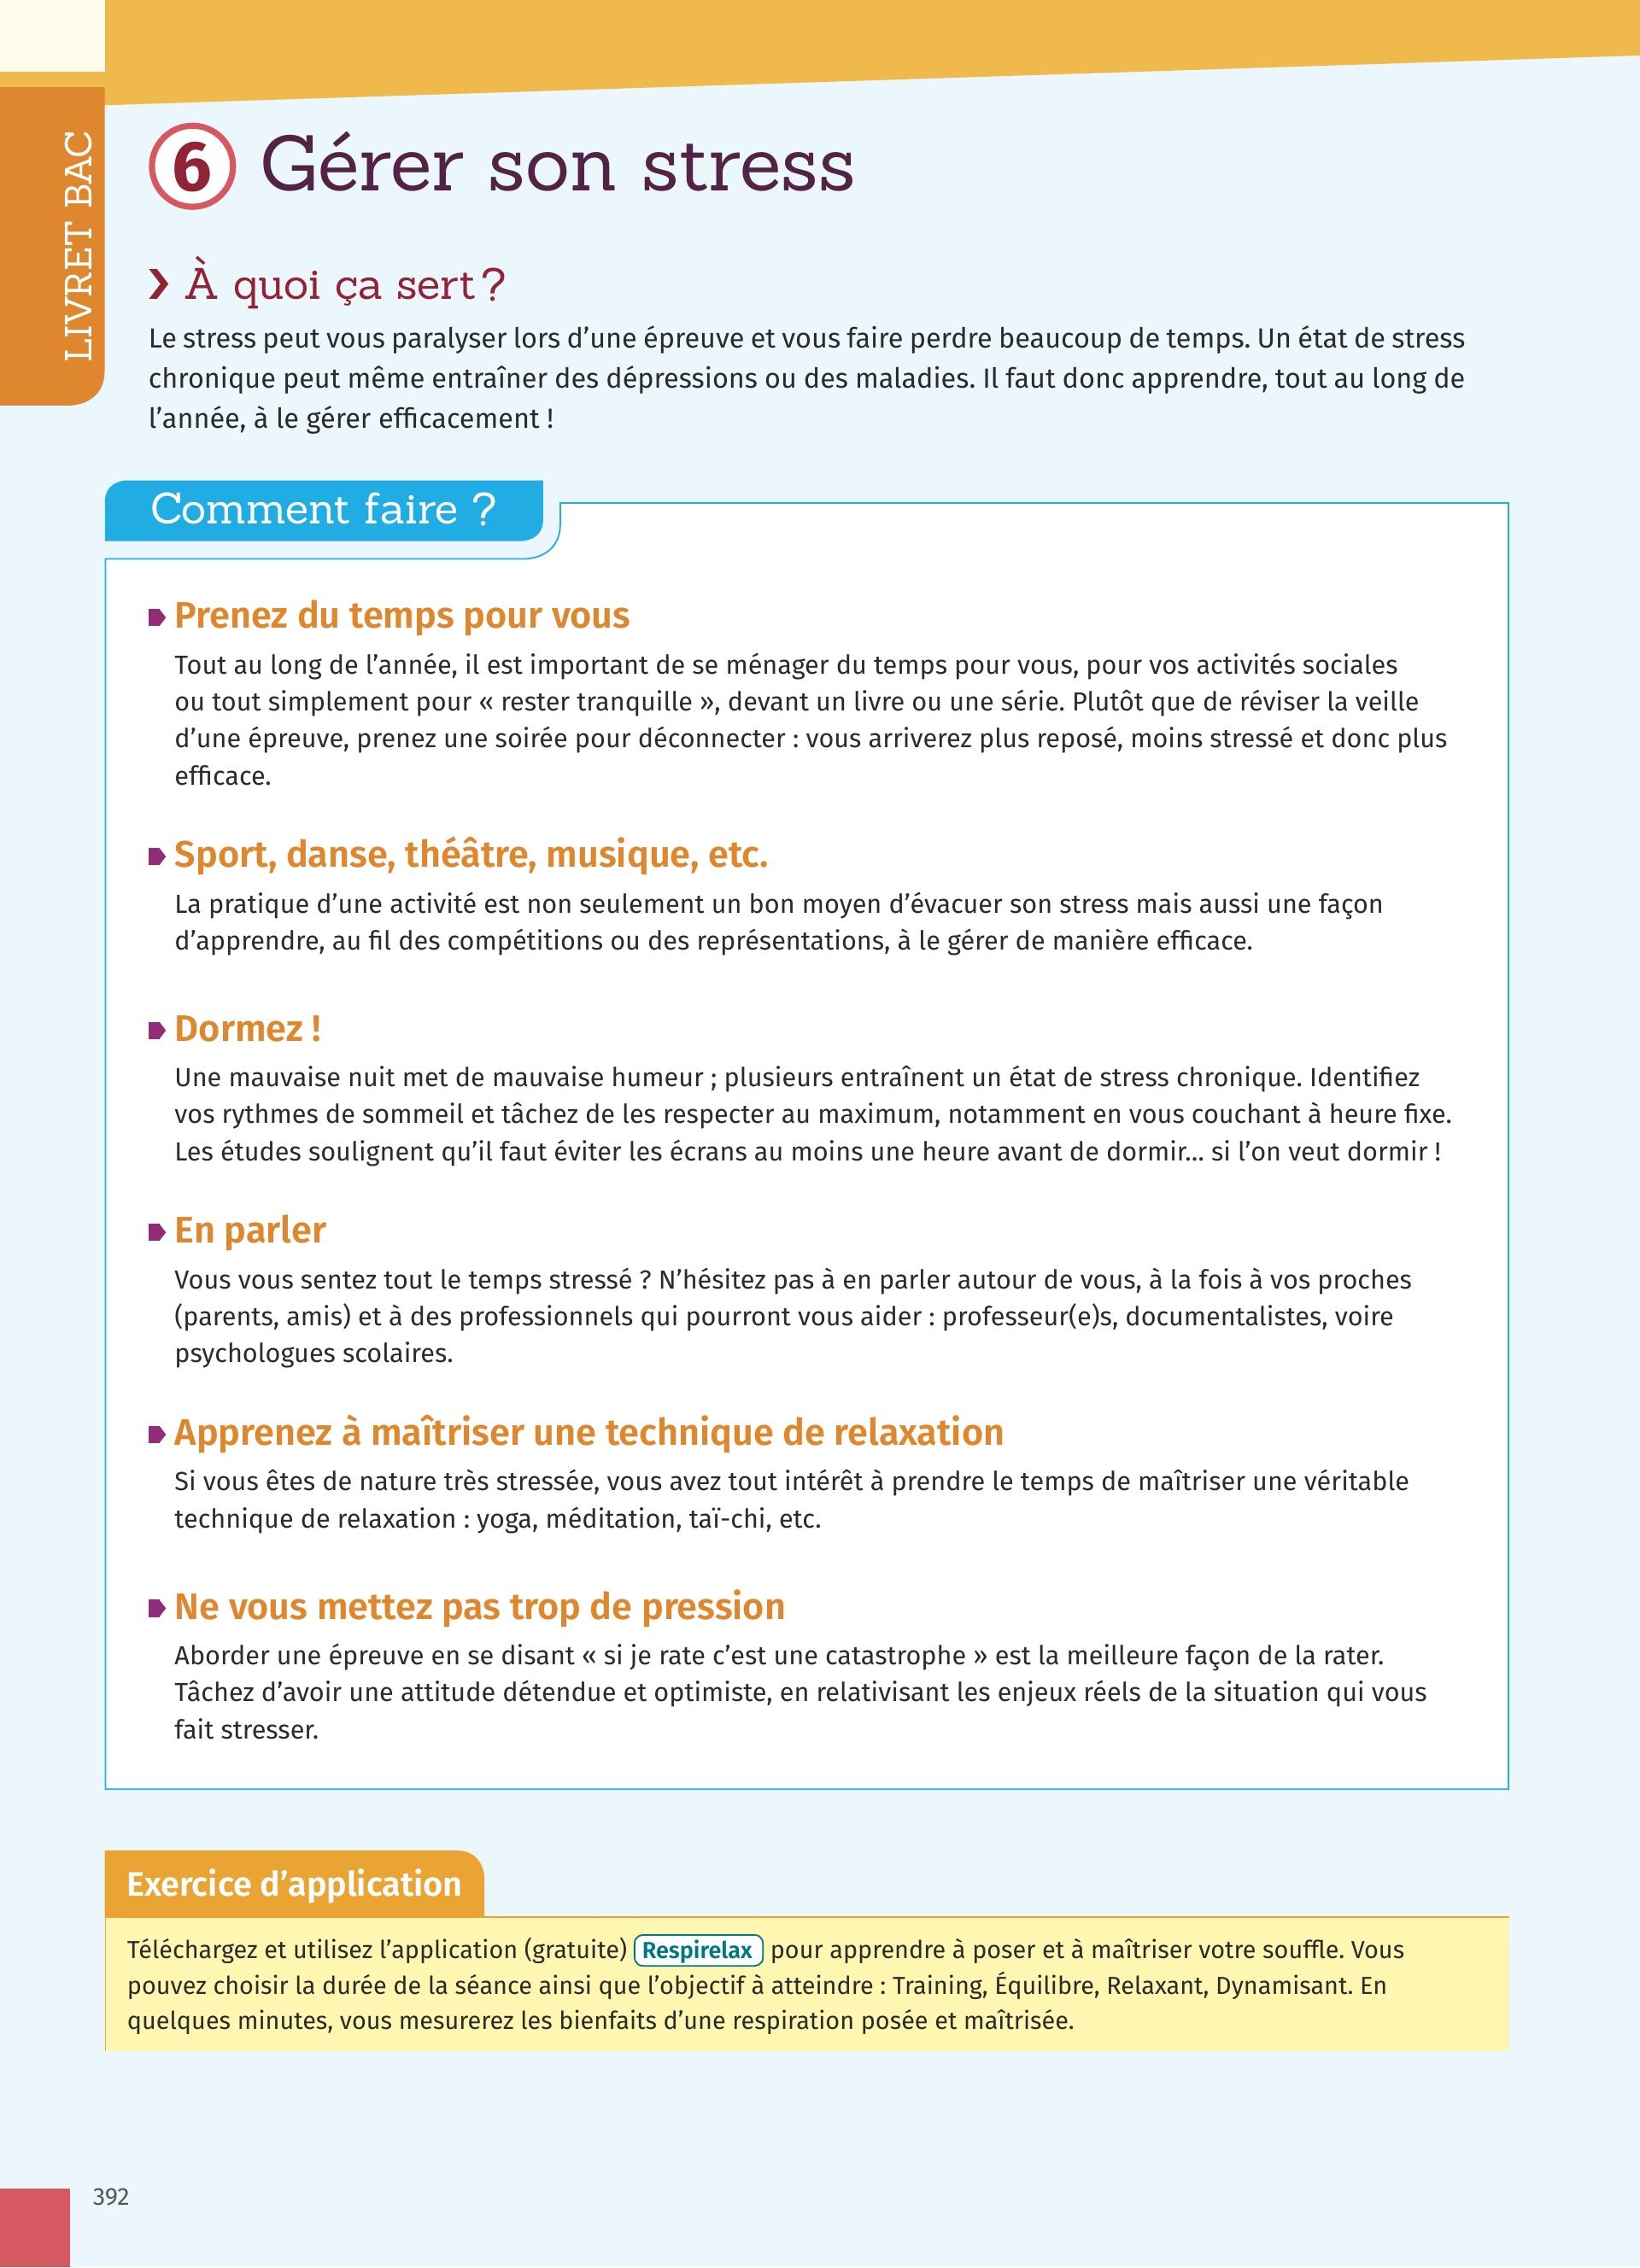 LIVRET BAC
6 Gérer son stress
À quoi ça sert ?
Le stress peut vous paralyser lors d’une épreuve et vous faire perdre beaucoup de temps. Un état de stress
chronique peut même entraîner des dépressions ou des maladies. Il faut donc apprendre, tout au long de
l’année, à le gérer efficacement !
Comment faire ?
Prenez du temps pour vous
Tout au long de l’année, il est important de se ménager du temps pour vous, pour vos activités sociales
ou tout simplement pour « rester tranquille », devant un livre ou une série. Plutôt que de réviser la veille
d’une épreuve, prenez une soirée pour déconnecter : vous arriverez plus reposé, moins stressé et donc plus
efficace.
Sport, danse, théâtre, musique, etc.
La pratique d’une activité est non seulement un bon moyen d’évacuer son stress mais aussi une façon
d’apprendre, au fil des compétitions ou des représentations, à le gérer de manière efficace.
Dormez !
Une mauvaise nuit met de mauvaise humeur ; plusieurs entraînent un état de stress chronique. Identifiez
vos rythmes de sommeil et tâchez de les respecter au maximum, notamment en vous couchant à heure fixe.
Les études soulignent qu’il faut éviter les écrans au moins une heure avant de dormir... si l’on veut dormir !
En parler
Vous vous sentez tout le temps stressé ? N’hésitez pas à en parler autour de vous, à la fois à vos proches
(parents, amis) et à des professionnels qui pourront vous aider : professeur(e)s, documentalistes, voire
psychologues scolaires.
Apprenez à maîtriser une technique de relaxation
Si vous êtes de nature très stressée, vous avez tout intérêt à prendre le temps de maîtriser une véritable
technique de relaxation : yoga, méditation, taï-chi, etc.
Ne vous mettez pas trop de pression
Aborder une épreuve en se disant « si je rate c’est une catastrophe » est la meilleure façon de la rater.
Tâchez d’avoir une attitude détendue et optimiste, en relativisant les enjeux réels de la situation qui vous
fait stresser.
Exercice d’application
Téléchargez et utilisez l’application (gratuite) Respirelax pour apprendre à poser et à maîtriser votre souffle. Vous
pouvez choisir la durée de la séance ainsi que l’objectif à atteindre : Training, Équilibre, Relaxant, Dynamisant. En
quelques minutes, vous mesurerez les bienfaits d’une respiration posée et maîtrisée.
392